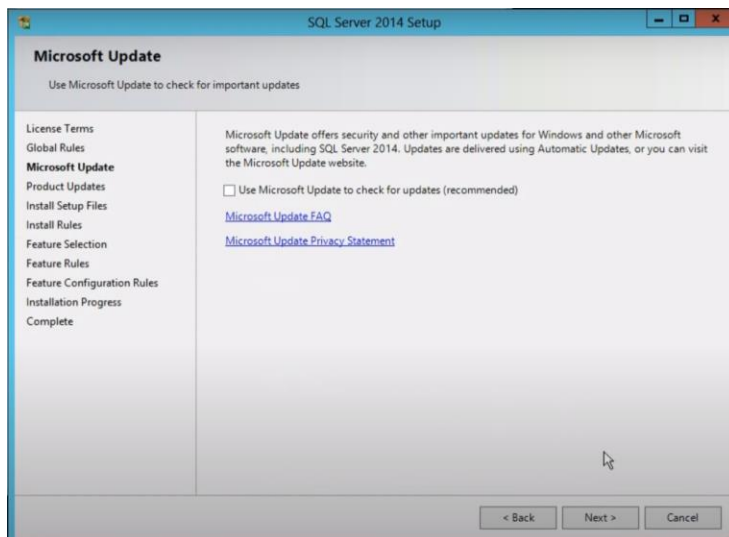 SQL Server 2014 Setup
Microsoft Update
Use Microsoft Update to check for important updates
License Terms
Global Rules
Microsoft Update
Product Updates
Install Setup Files
Install Rules
Feature Selection
Feature Rules
Feature Configuration Rules
Installation Progress
Complete
Microsoft Update offers security and other important updates for Windows and other Microsoft
software, including SQL Server 2014. Updates are delivered using Automatic Updates, or you can visit
the Microsoft Update website.
Use Microsoft Update to check for updates (recommended)
Microsoft Update FAQ
Microsoft Update Privacy Statement
< Back
Next >
Cancel